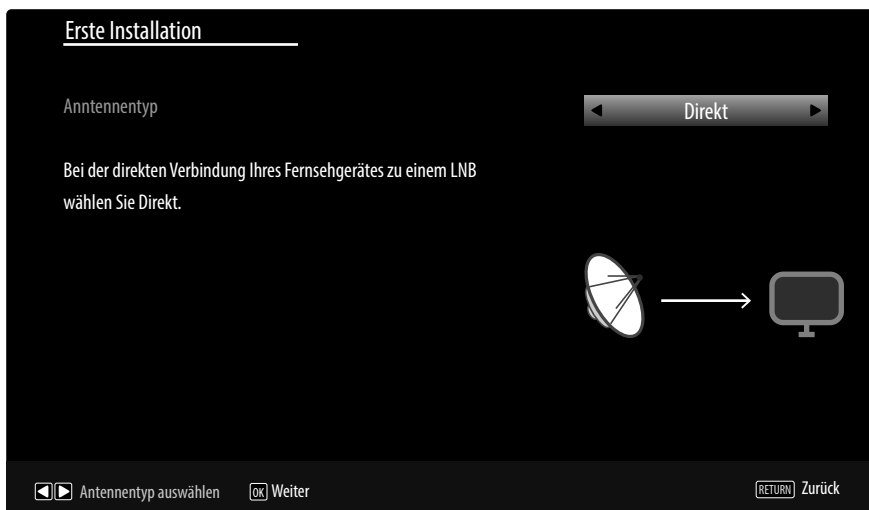 Erste Installation
Anntennentyp
Direkt
Bei der direkten Verbindung Ihres Fernsehgerätes zu einem LNB
wählen Sie Direkt.
Antennentyp auswählen
OK Weiter
RETURN Zurück